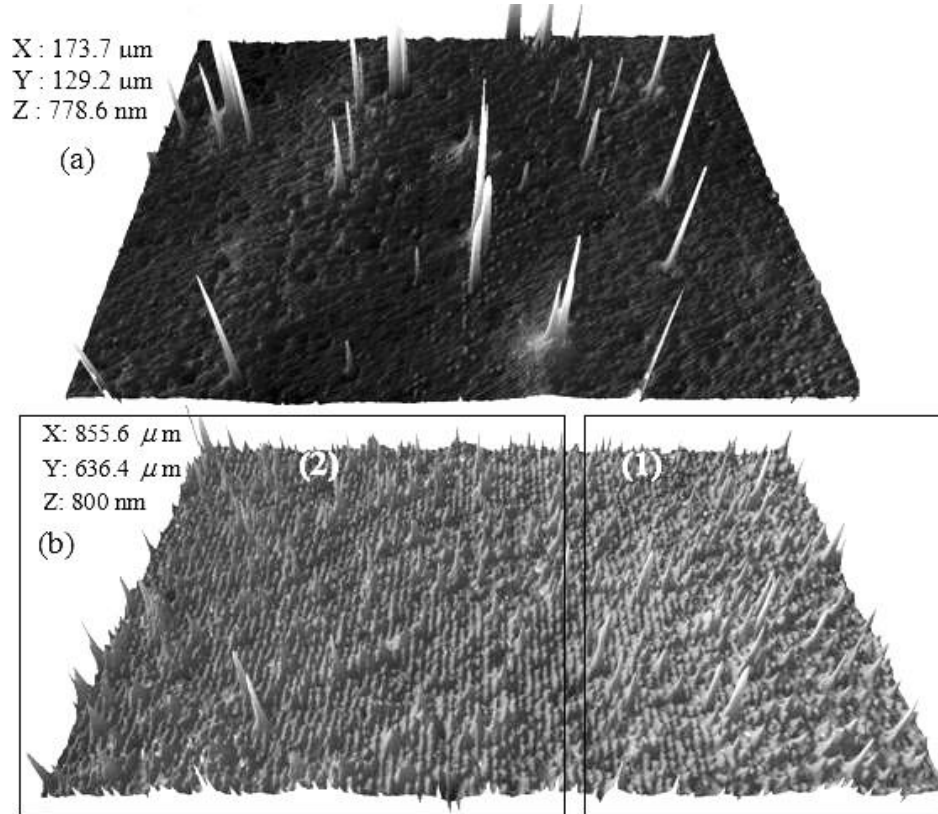 X : 173.7 μm
Y : 129.2 μm
Z : 778.6 nm
(a)
X: 855.6 μm
Y: 636.4 μm
Z: 800 nm
(b)
(2)
(1)